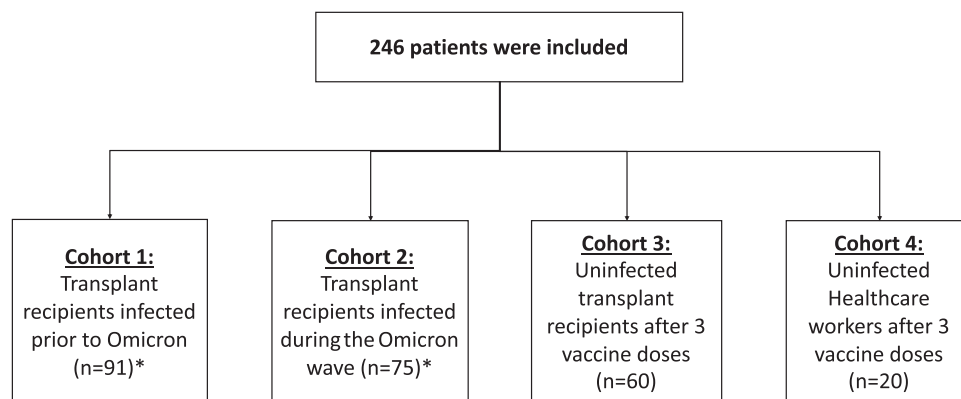 246 patients were included
Cohort 1:
Transplant
recipients infected
prior to Omicron
(n=91)*
Cohort 2:
Transplant
recipients infected
during the Omicron
wave (n=75)*
Cohort 3:
Uninfected
transplant
recipients after 3
vaccine doses
(n=60)
Cohort 4:
Uninfected
Healthcare
workers after 3
vaccine doses
(n=20)